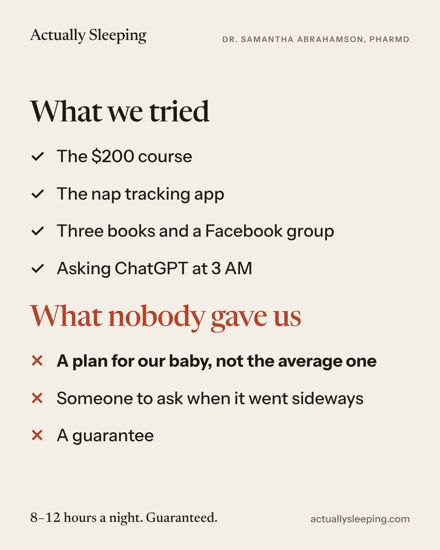 Actually Sleeping
DR. SAMANTHA ABRAHAMSON, PHARMD
What we tried
✓ The $200 course
✓ The nap tracking app
✓ Three books and a Facebook group
✓ Asking ChatGPT at 3 AM
What nobody gave us
✕ A plan for our baby, not the average one
✕ Someone to ask when it went sideways
✕ A guarantee
8–12 hours a night. Guaranteed.
actuallysleeping.com